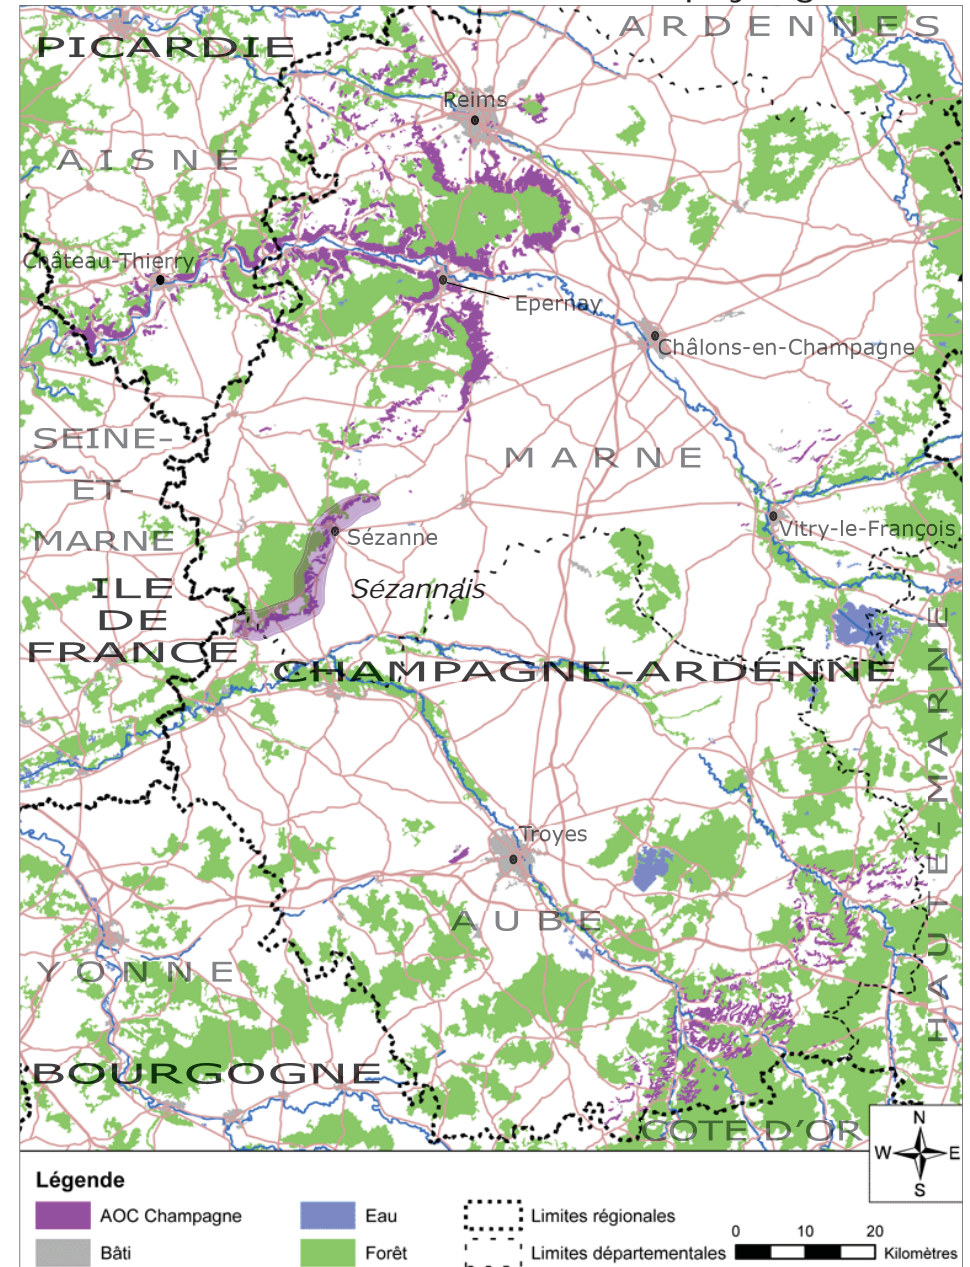 ARDENNES
PICARDIE
Reims
AISNE
Château-Thierry
Epernay
Châlons-en-Champagne
SEINE-
ET-
MARNE
MARNE
Vitry-le-François
Sézanne
Sézannais
ILE
DE
FRANCE
CHAMPAGNE-ARDENNE
HAUTE-MARNE
Troyes
AUBE
YONNE
BOURGOGNE
COTE D'OR
N
W
E
S
Légende
AOC Champagne
Eau
Limites régionales
Bâti
Forêt
Limites départementales
0 10 20
Kilomètres